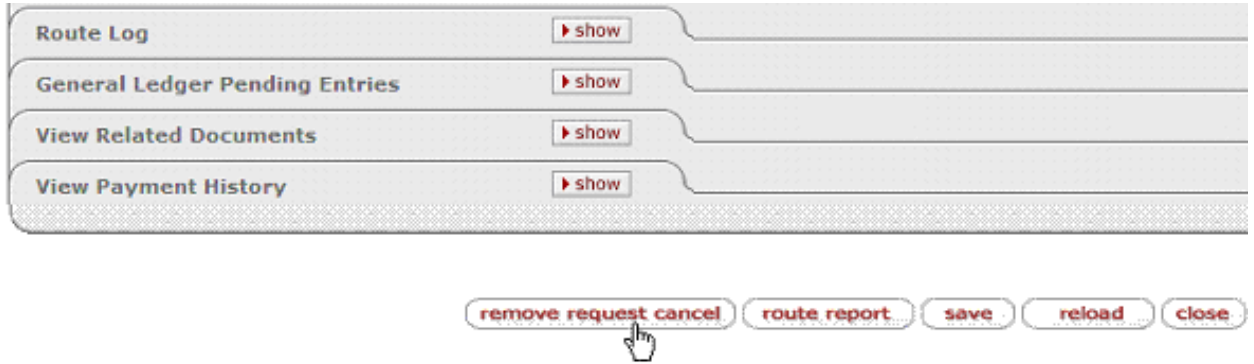 Route Log show
General Ledger Pending Entries show
View Related Documents show
View Payment History show
remove request cancel route report save reload close